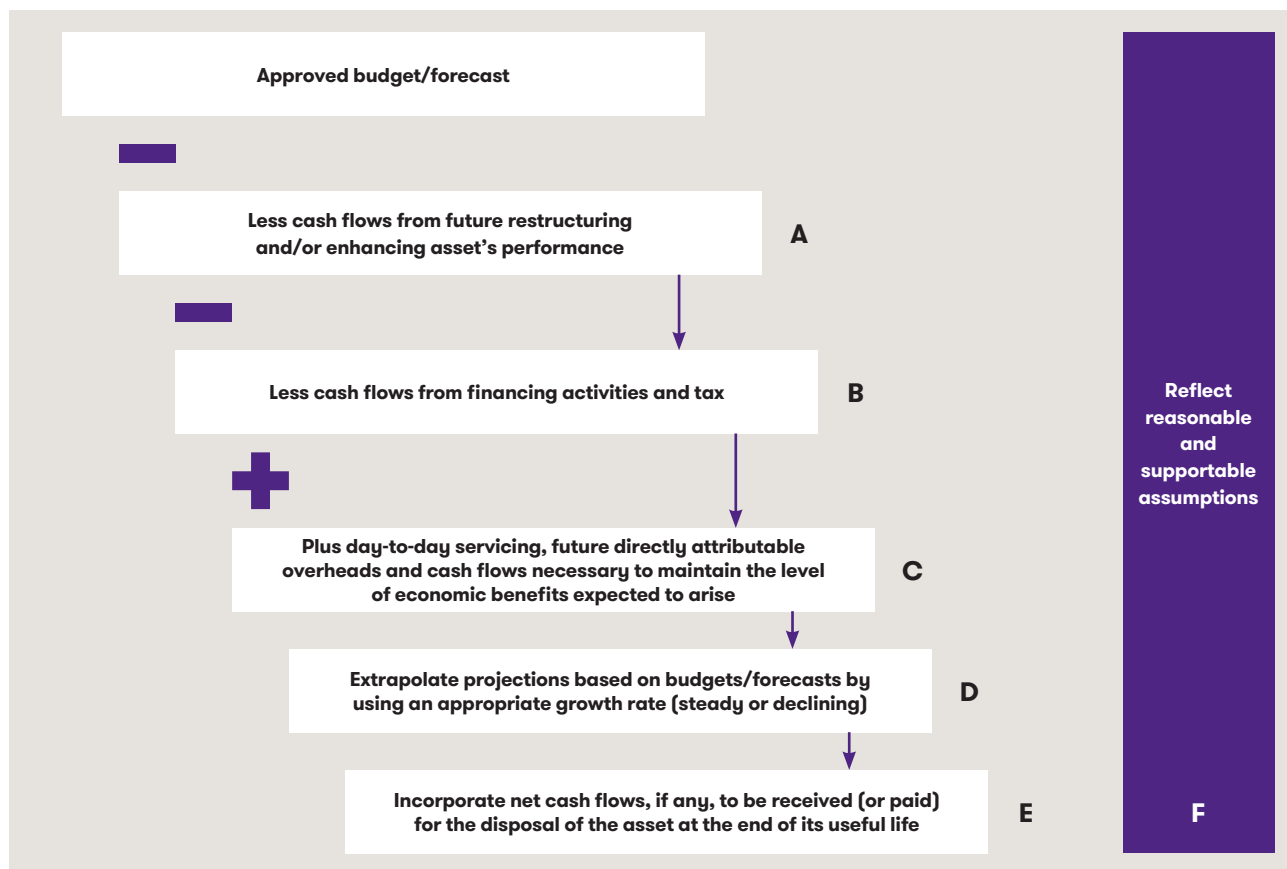 Approved budget/forecast
Less cash flows from future restructuring
and/or enhancing asset's performance
A
Less cash flows from financing activities and tax
B
Plus day-to-day servicing, future directly attributable
overheads and cash flows necessary to maintain the level
of economic benefits expected to arise
C
Extrapolate projections based on budgets/forecasts by
using an appropriate growth rate (steady or declining)
D
Incorporate net cash flows, if any, to be received (or paid)
for the disposal of the asset at the end of its useful life
E
Reflect
reasonable
and
supportable
assumptions
F